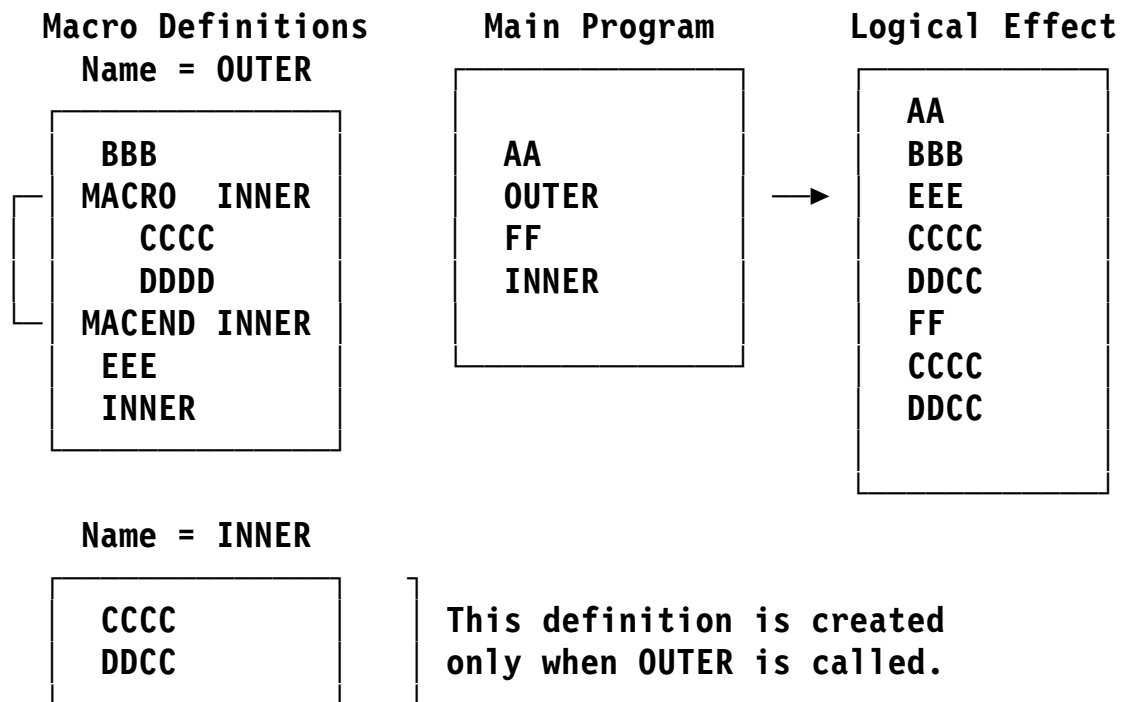 Macro Definitions
Name = OUTER
BBB
MACRO INNER
CCCC
DDDD
MACEND INNER
EEE
INNER
Main Program
AA
OUTER
FF
INNER
Logical Effect
AA
BBB
EEE
CCCC
DDCC
FF
CCCC
DDCC
Name = INNER
CCCC
DDCC
This definition is created
only when OUTER is called.